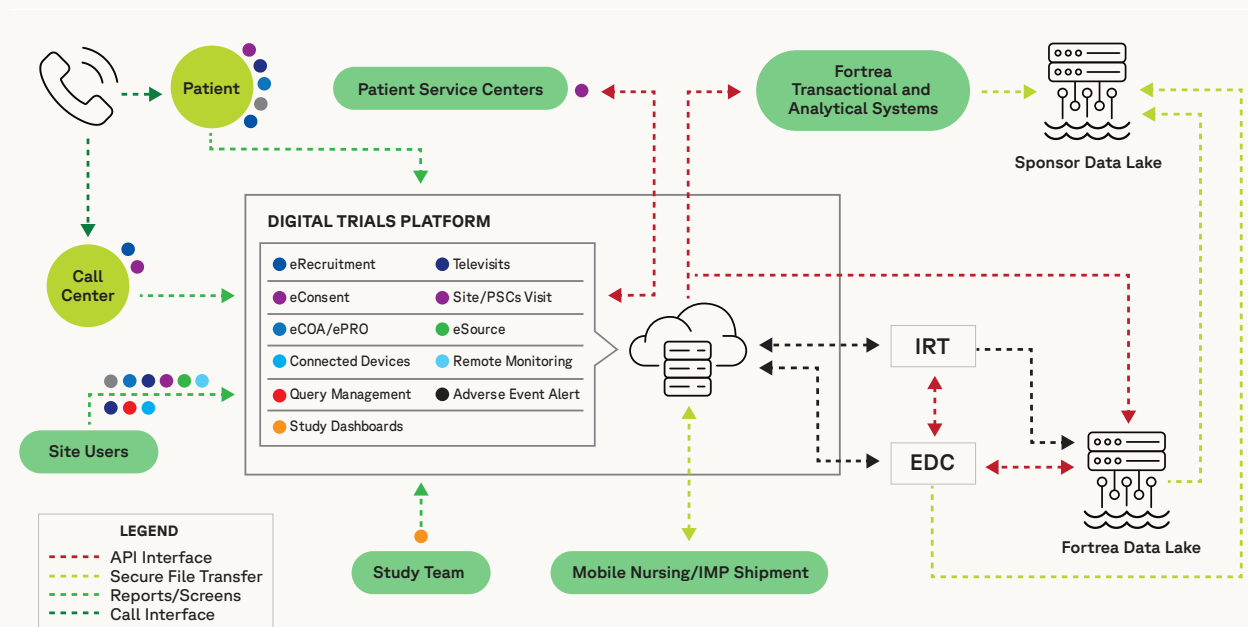 Patient
Patient Service Centers
Fortrea
Transactional and
Analytical Systems
Sponsor Data Lake
Call
Center
DIGITAL TRIALS PLATFORM
eRecruitment
Televisits
eConsent
Site/PSCs Visit
eCOA/ePRO
eSource
Connected Devices
Remote Monitoring
Query Management
Adverse Event Alert
Study Dashboards
IRT
EDC
Site Users
Fortrea Data Lake
Study Team
Mobile Nursing/IMP Shipment
LEGEND
API Interface
Secure File Transfer
Reports/Screens
Call Interface